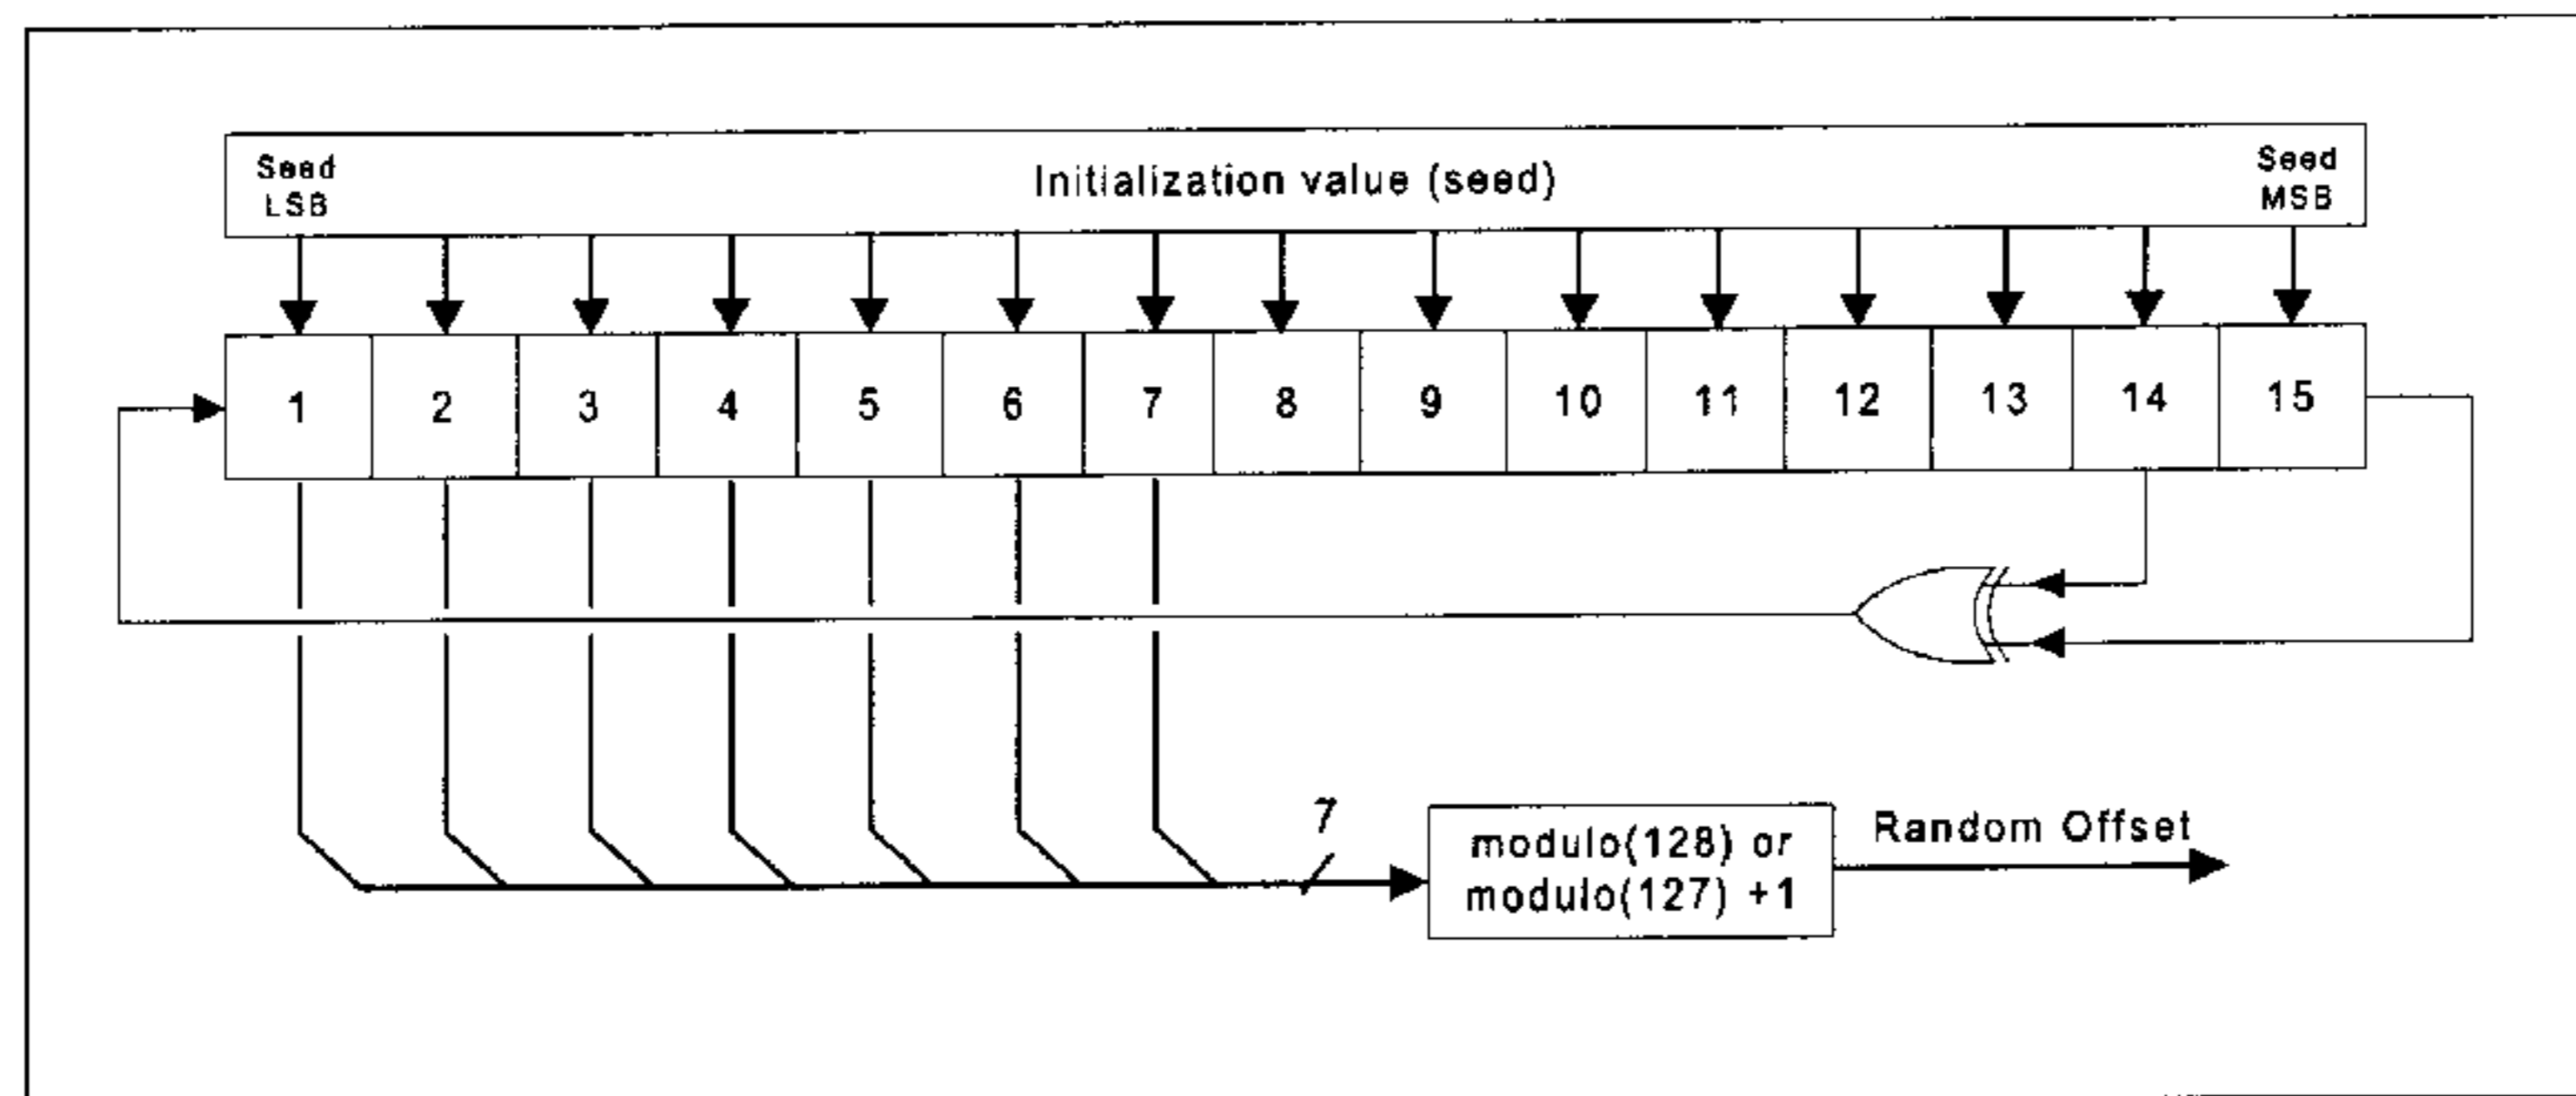 Seed
LSB
Initialization value (seed)
Seed
MSB
1 2 3 4 5 6 7 8 9 10 11 12 13 14 15
7
modulo(128) or
modulo(127) +1
Random Offset